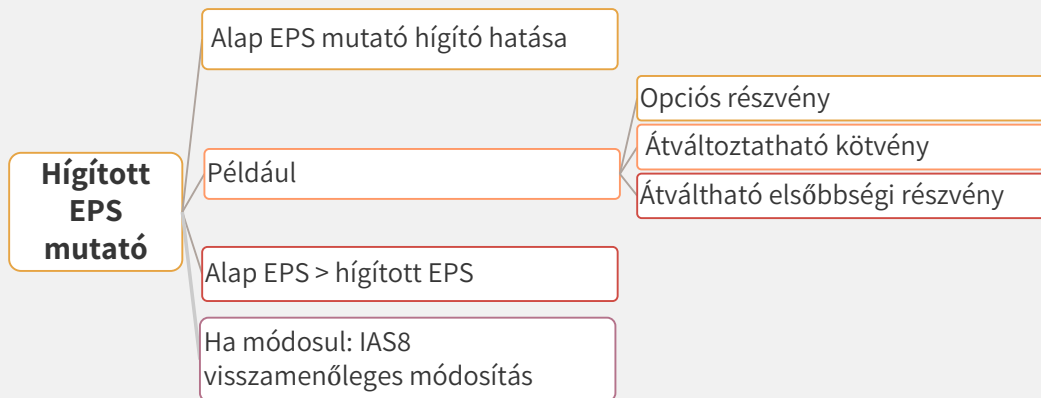 Hígított
EPS
mutató
Alap EPS mutató hígító hatása
Például
Opciós részvény
Átváltoztatható kötvény
Átváltható elsőbbségi részvény
Alap EPS > hígított EPS
Ha módosul: IAS8
visszamenőleges módosítás